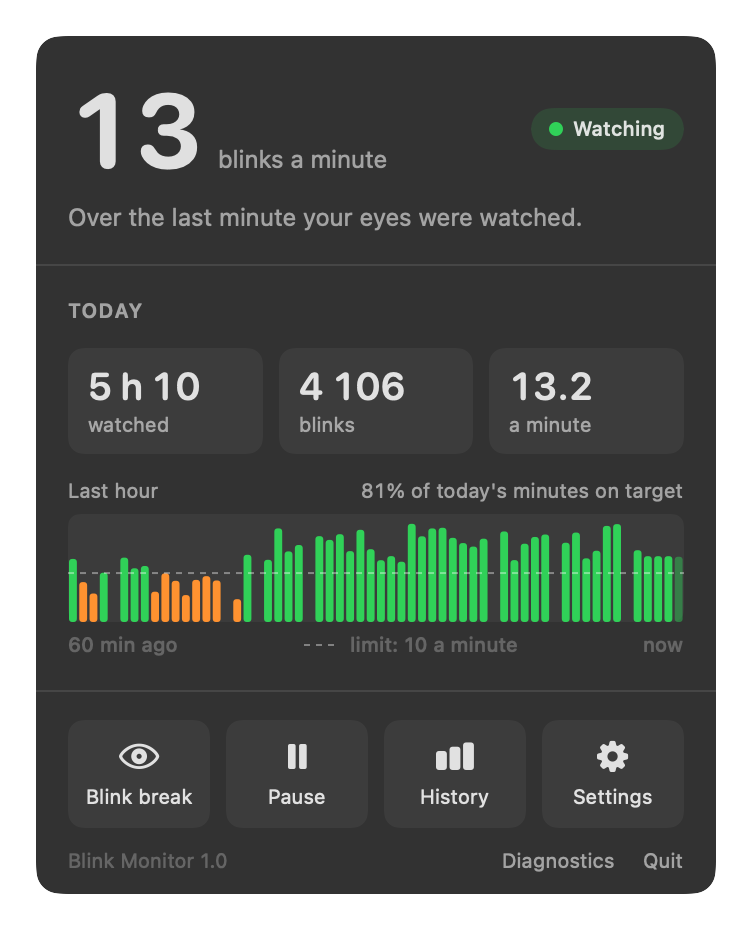 13 blinks a minute
Watching
Over the last minute your eyes were watched.
TODAY
5 h 10
watched
4 106
blinks
13.2
a minute
Last hour
81% of today's minutes on target
60 min ago
--- limit: 10 a minute
now
Blink break
Pause
History
Settings
Blink Monitor 1.0
Diagnostics
Quit